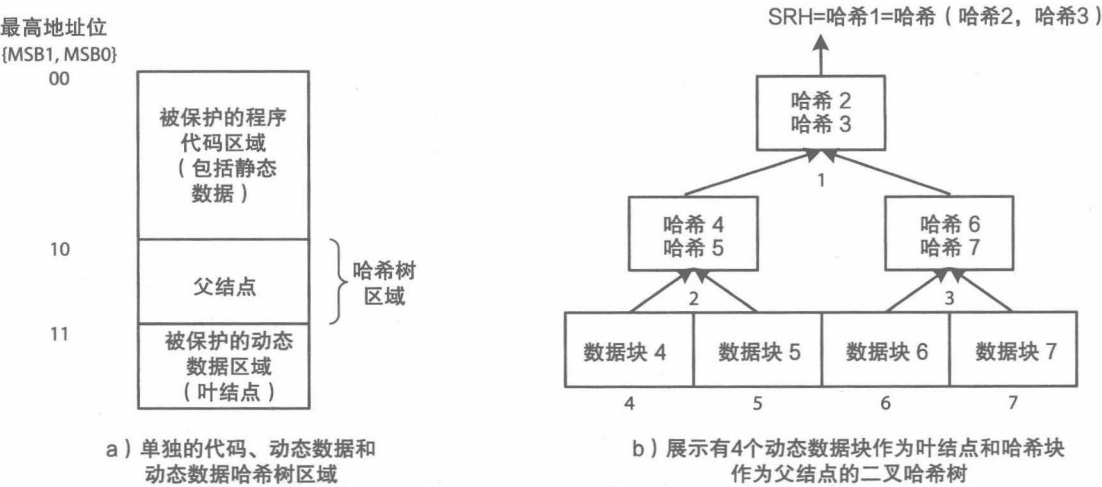 最高地址位
{MSB1, MSB0}
00
被保护的程序
代码区域
（包括静态
数据）
10
父结点
哈希树
区域
11
被保护的动态
数据区域
（叶结点）
a）单独的代码、动态数据和
动态数据哈希树区域
SRH=哈希1=哈希（哈希2，哈希3）
哈希 2
哈希 3
1
哈希 4
哈希 5
哈希 6
哈希 7
2
3
数据块 4
数据块 5
数据块 6
数据块 7
4
5
6
7
b）展示有4个动态数据块作为叶结点和哈希块
作为父结点的二叉哈希树